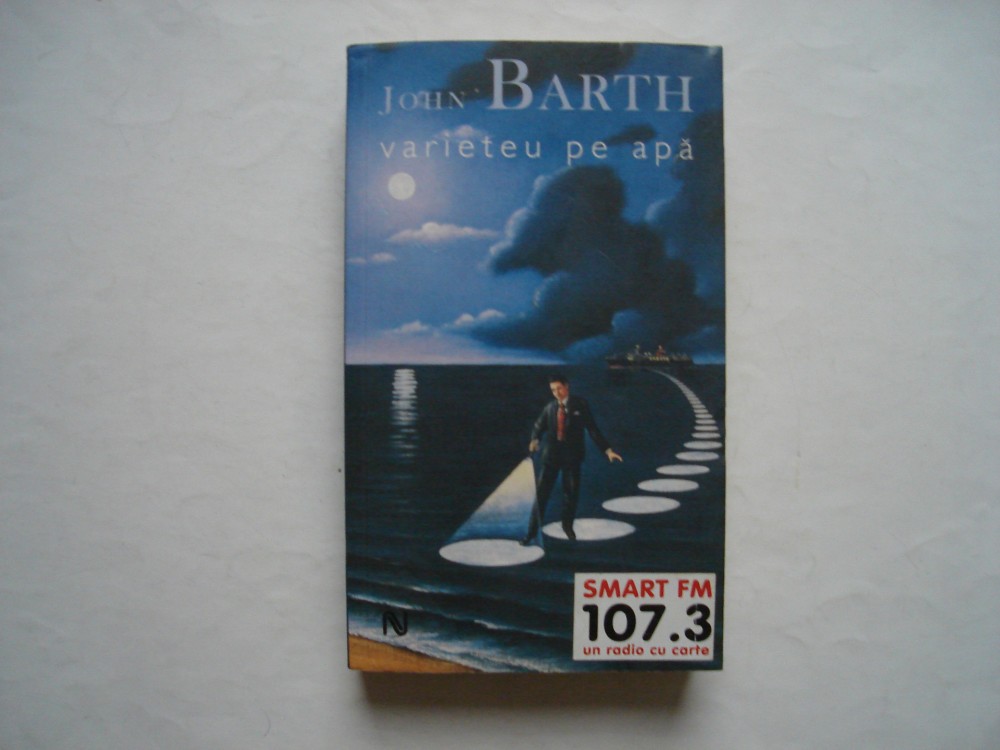 JOHN BARTH
varieteu pe apă
N
SMART FM
107.3
un radio cu carte